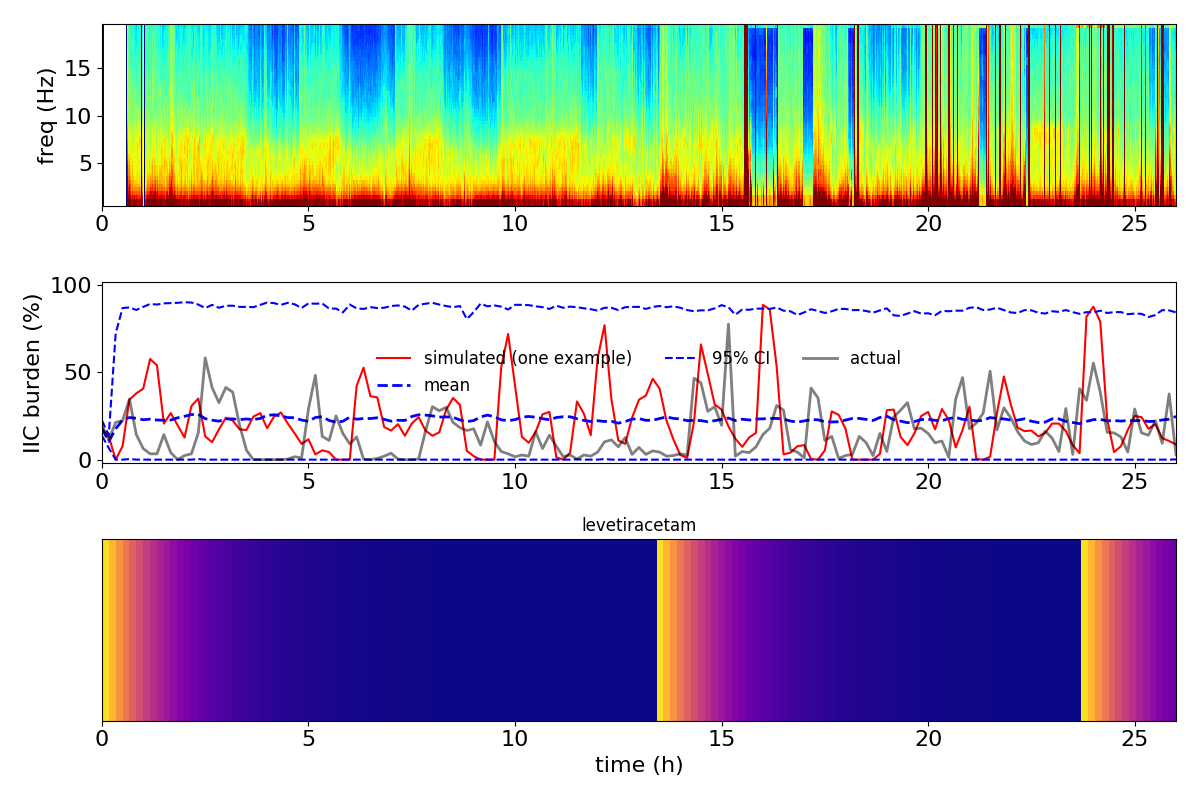 freq (Hz)
15
10
5
0 5 10 15 20 25
IIC burden (%)
100
50
0
simulated (one example) 95% CI actual
mean
0 5 10 15 20 25
levetiracetam
0 5 10 15 20 25
time (h)